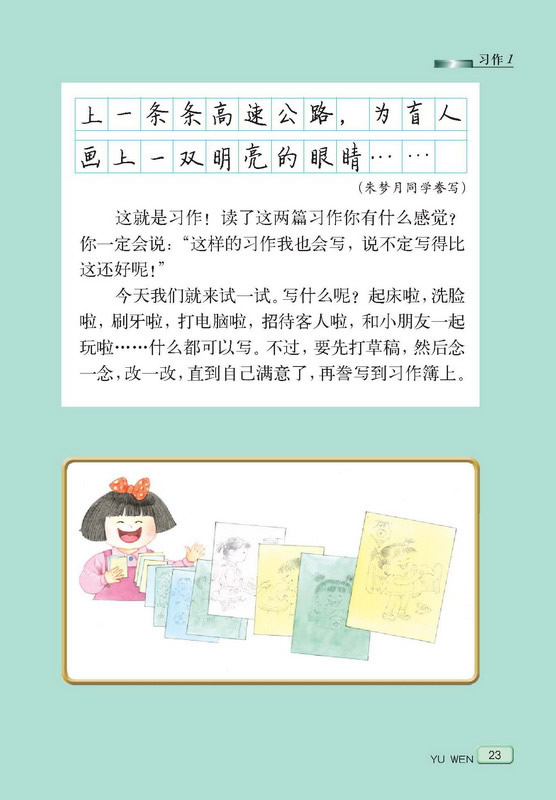 习作1
上一条条高速公路，为盲人
画上一双明亮的眼睛……
（朱梦月同学誊写）
这就是习作！读了这两篇习作你有什么感觉？
你一定会说：“这样的习作我也会写，说不定写得比
这还好呢！”
今天我们就来试一试。写什么呢？起床啦，洗脸
啦，刷牙啦，打电脑啦，招待客人啦，和小朋友一起
玩啦……什么都可以写。不过，要先打草稿，然后念
一念，改一改，直到自己满意了，再誊写到习作簿上。
YU WEN 23